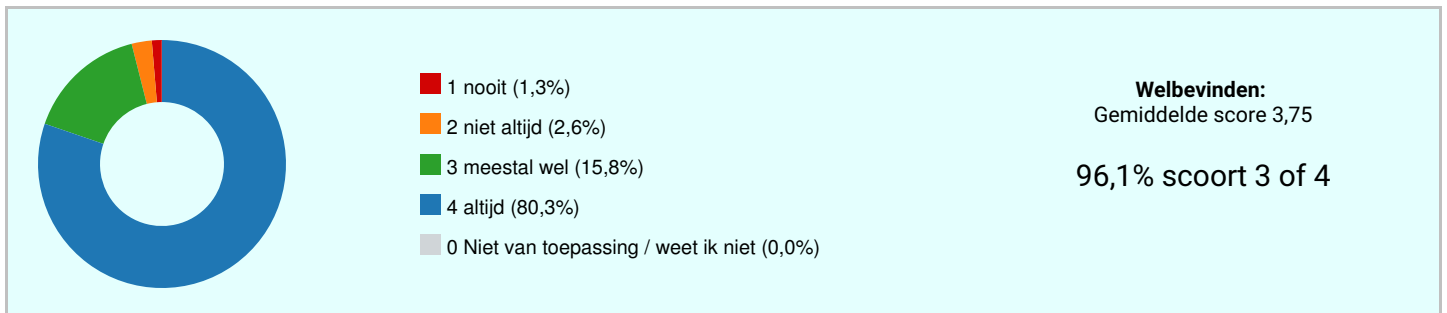 1 nooit (1,3%)
2 niet altijd (2,6%)
3 meestal wel (15,8%)
4 altijd (80,3%)
0 Niet van toepassing / weet ik niet (0,0%)
Welbevinden:
Gemiddelde score 3,75
96,1% scoort 3 of 4